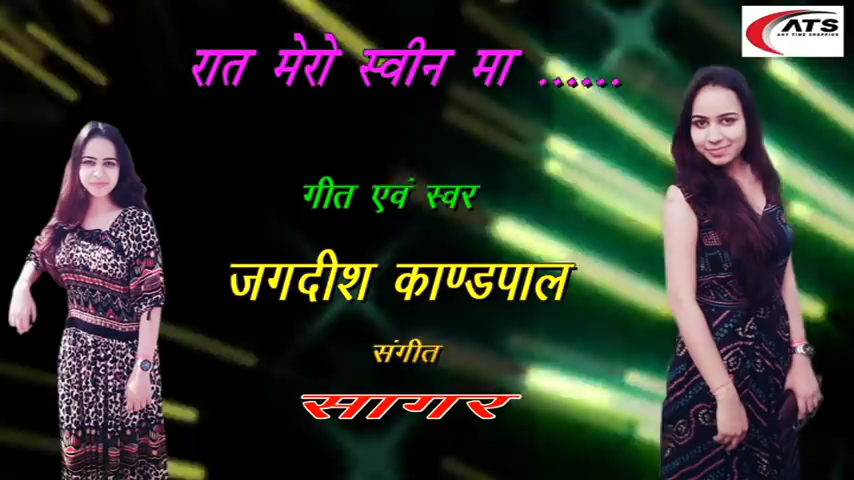 ATS
ANY TIME SHOPPING
रात मेरो स्वीन मा ......
गीत एवं स्वर
जगदीश काण्डपाल
संगीत
सागर